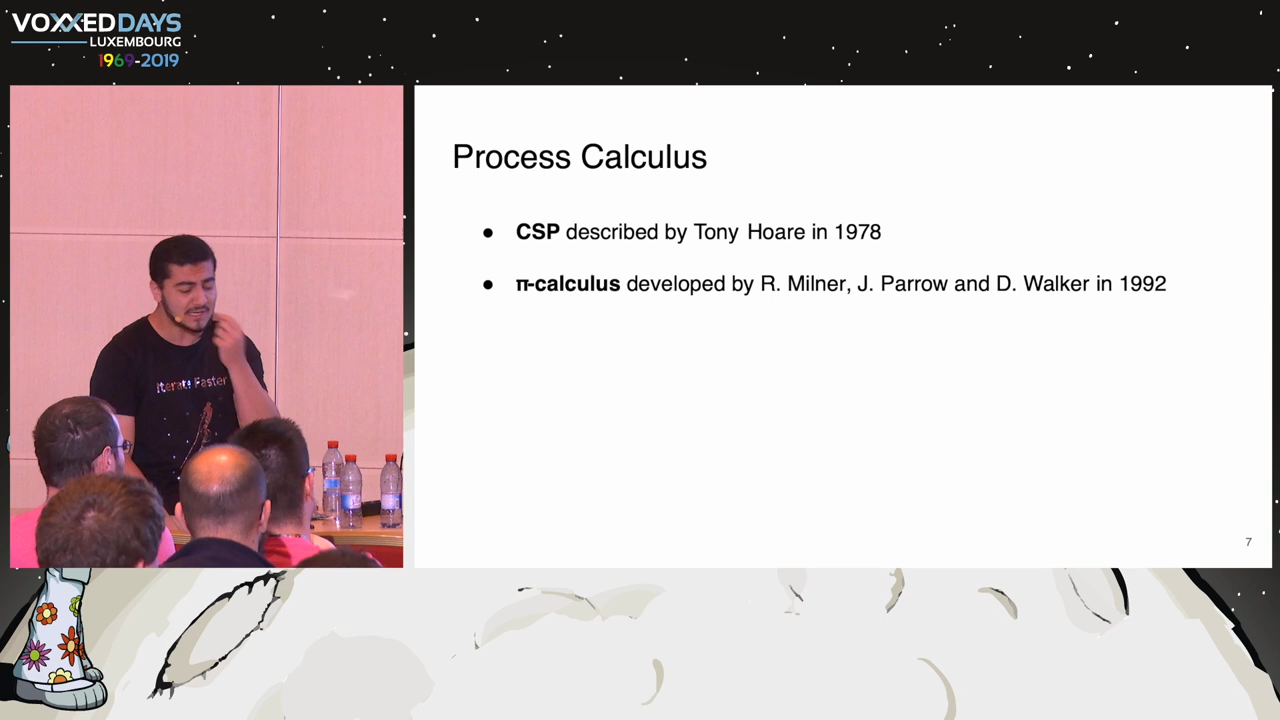 VOXXEDDAYS
LUXEMBOURG
1969-2019
Process Calculus
● CSP described by Tony Hoare in 1978
● π-calculus developed by R. Milner, J. Parrow and D. Walker in 1992
Iterate Faster
7